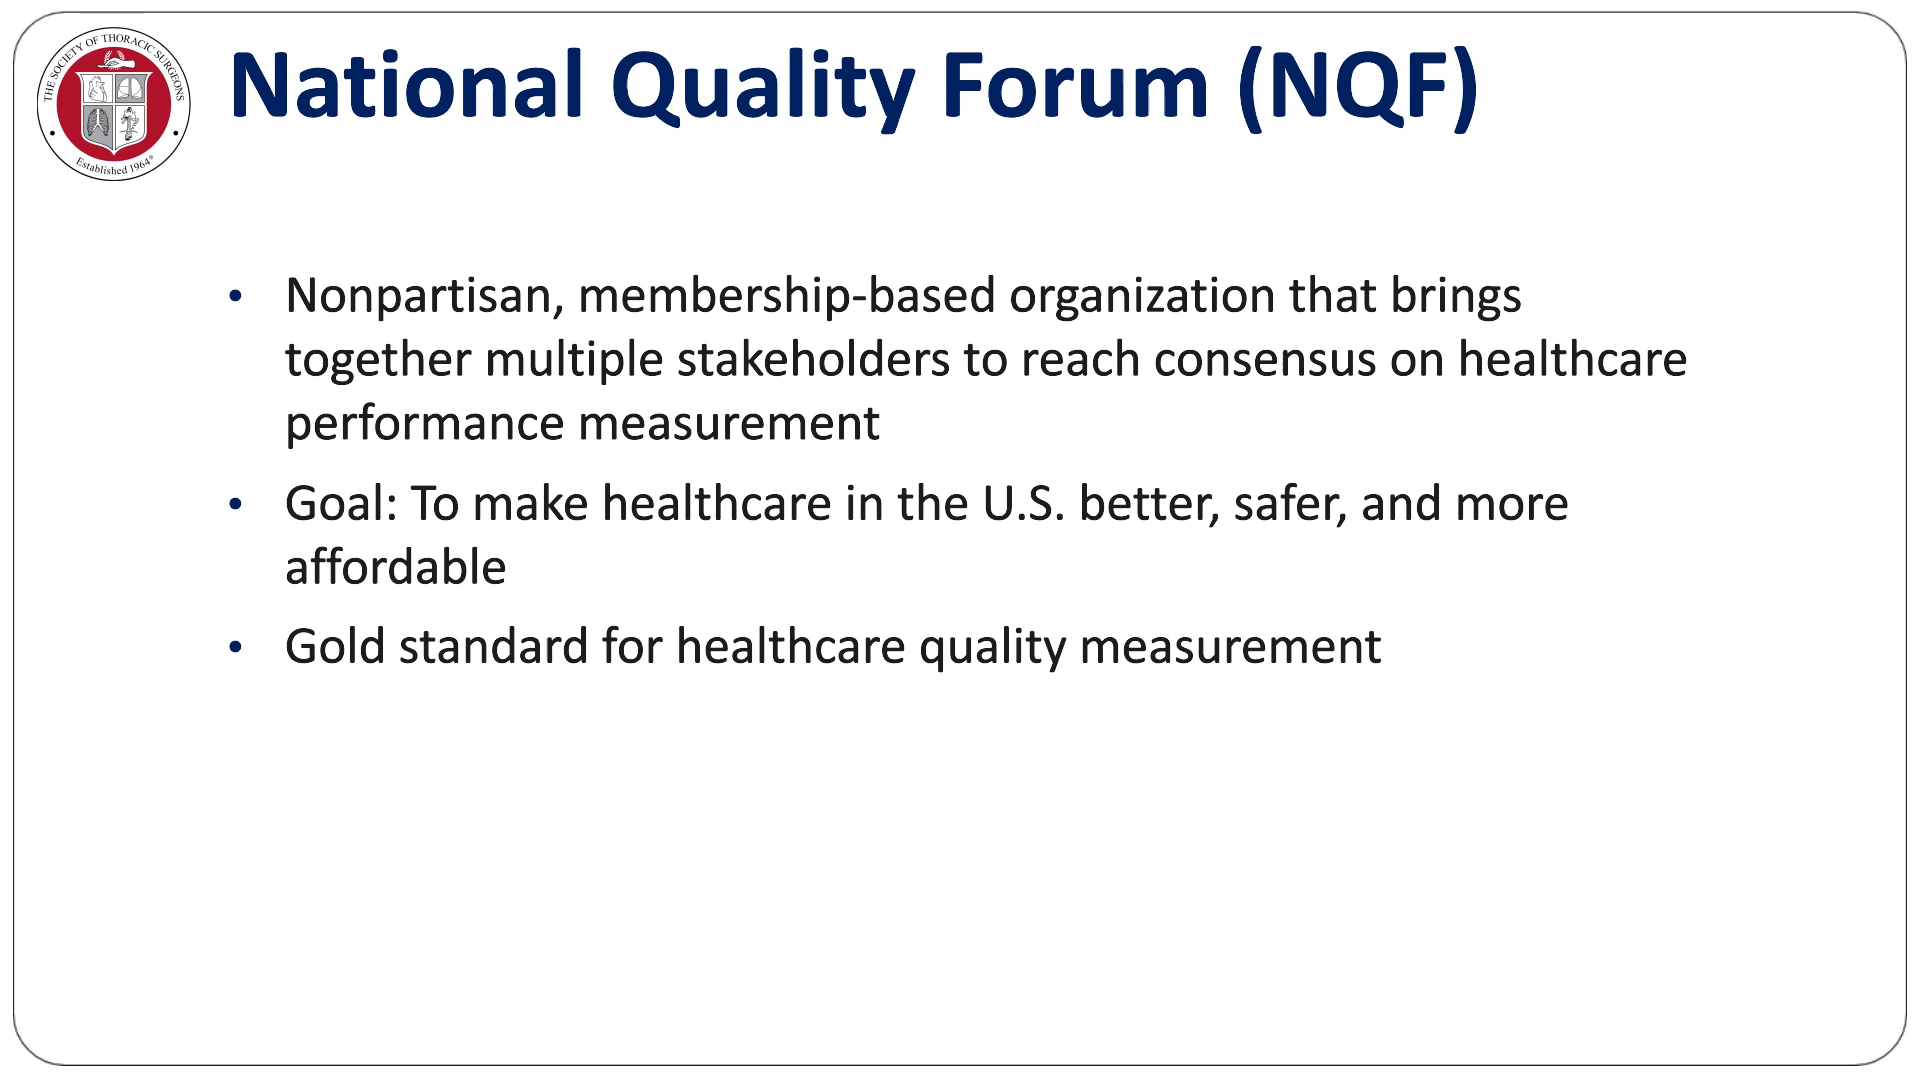 THE SOCIETY OF THORACIC SURGEONS
Established 1964®
National Quality Forum (NQF)
• Nonpartisan, membership-based organization that brings
together multiple stakeholders to reach consensus on healthcare
performance measurement
• Goal: To make healthcare in the U.S. better, safer, and more
affordable
• Gold standard for healthcare quality measurement